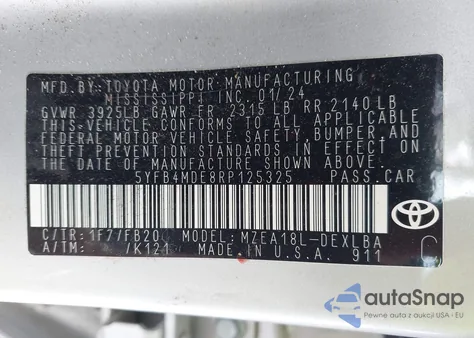 MFD.BY:TOYOTA MOTOR MANUFACTURING
MISSISSIPPI INC 01/24
GVWR 3925LB GAWR FR 2315 LB RR 2140LB
THIS VEHICLE CONFORMS TO ALL APPLICABLE
FEDERAL MOTOR VEHICLE SAFETY, BUMPER, AND
THEFT PREVENTION STANDARDS IN EFFECT ON
THE DATE OF MANUFACTURE SHOWN ABOVE.
5YFB4MDE8RP125325 PASS.CAR
C/TR:1F7/FB20 MODEL:MZEA18L-DEXLBA
A/TM: /K121 MADE IN U.S.A. 911
C
TOYOTA
autoSnap
Pewne auta z aukcji USA - EU